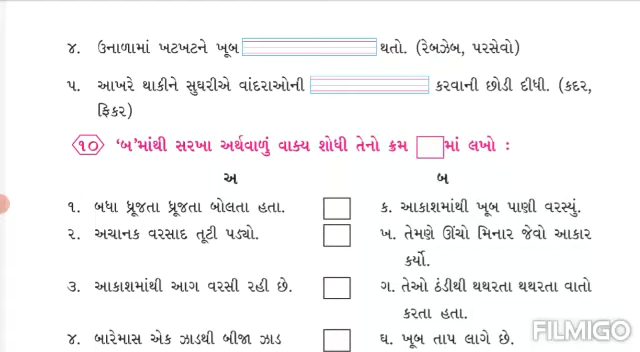 ૪. ઉનાળામાં ખટખટને ખૂબ થતો. (રેબઝેબ, પરસેવો)
૫. આખરે થાકીને સુઘરીએ વાંદરાઓની કરવાની છોડી દીધી. (કદર,
ફિકર)
૧૦ 'બ'માંથી સરખા અર્થવાળું વાક્ય શોધી તેનો ક્રમ માં લખો :
અ બ
૧. બધા ધ્રૂજતા ધ્રૂજતા બોલતા હતા. ક. આકાશમાંથી ખૂબ પાણી વરસ્યું.
૨. અચાનક વરસાદ તૂટી પડ્યો. ખ. તેમણે ઊંચો મિનાર જેવો આકાર
કર્યો.
૩. આકાશમાંથી આગ વરસી રહી છે. ગ. તેઓ ઠંડીથી થથરતા થથરતા વાતો
કરતા હતા.
૪. બારેમાસ એક ઝાડથી બીજા ઝાડ ઘ. ખૂબ તાપ લાગે છે.
FILMIGO